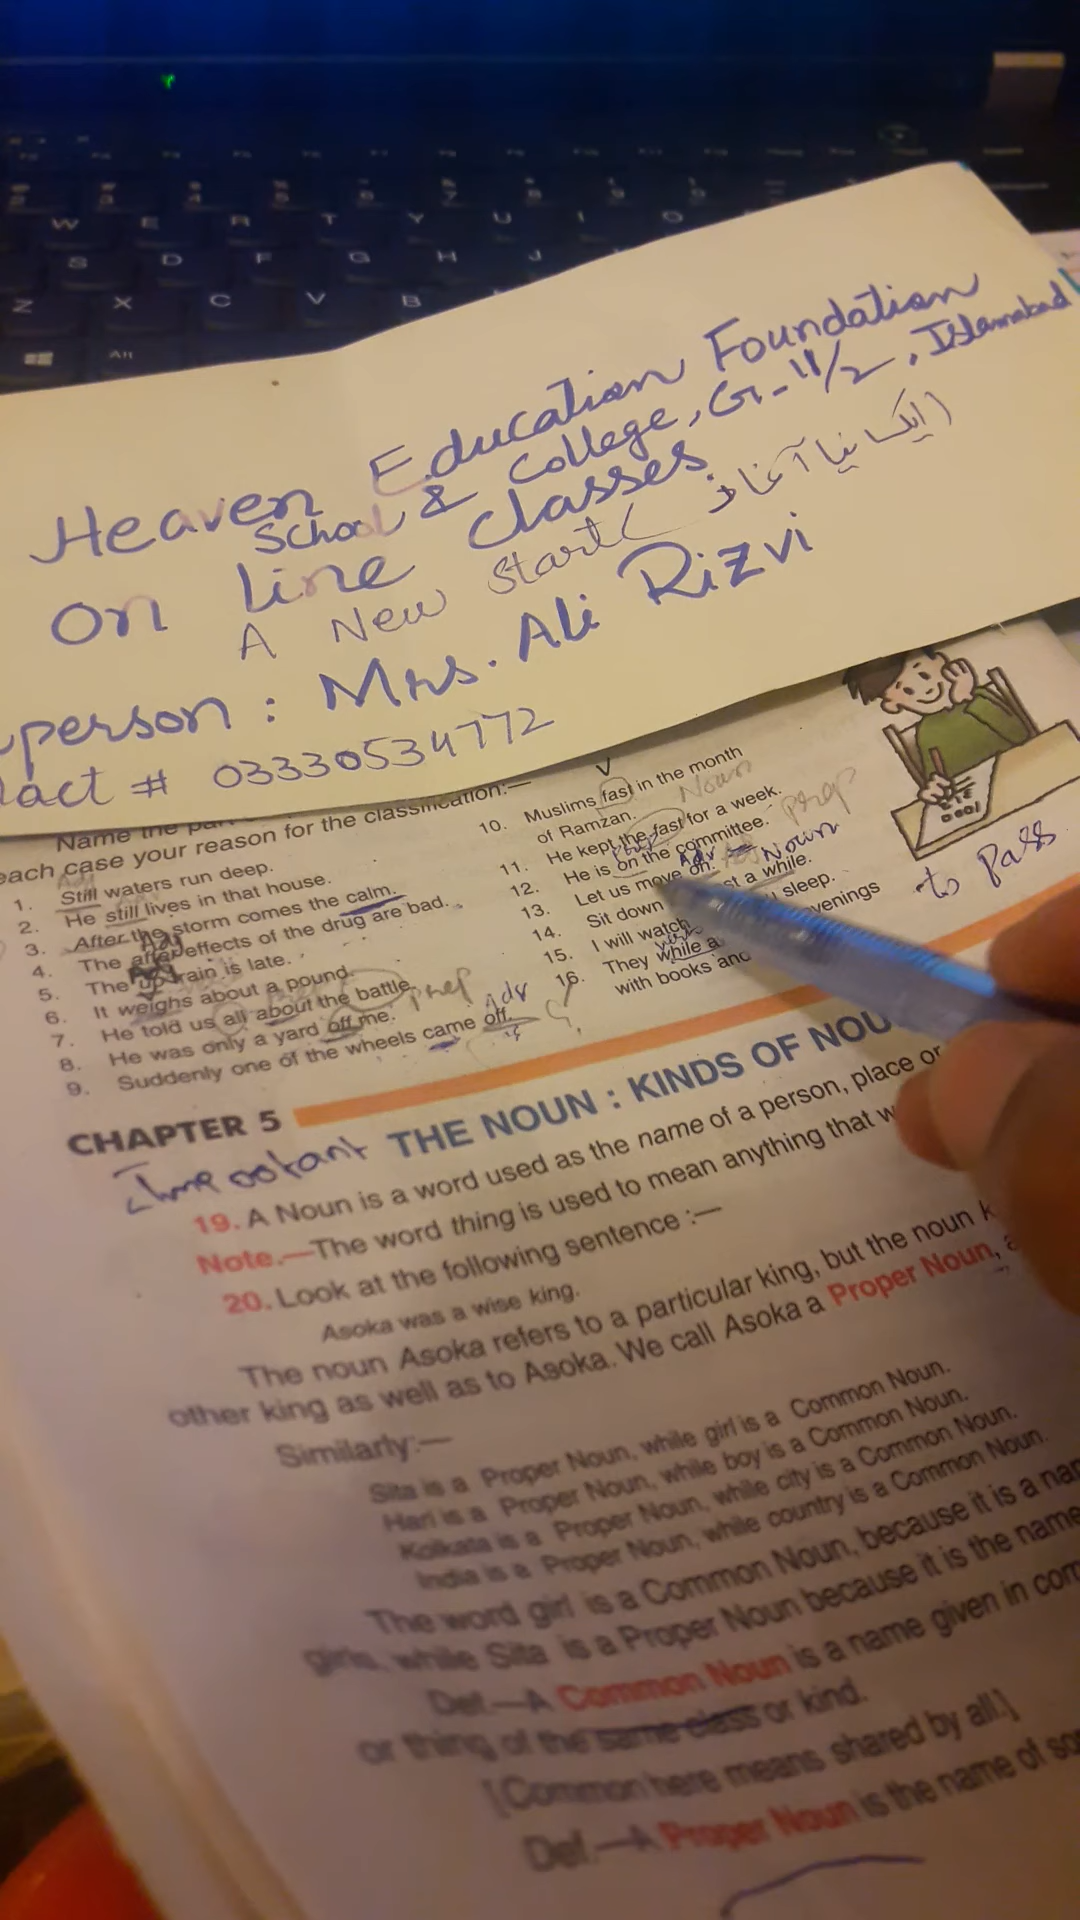 Heaven Education Foundation
School & College, G-11/2, Islamabad
On line classes
A New Start (ایک نیا آغاز)
person: Mrs. Ali Rizvi
# 03330534772
Name the
each case your reason for the classification:—
1. Still waters run deep.
2. He still lives in that house.
3. After the storm comes the calm.
4. The after effects of the drug are bad.
5. The up train is late.
6. It weighs about a pound.
7. He told us all about the battle.
8. He was only a yard off me.
9. Suddenly one of the wheels came off.
Adj
Adj
prep
Adv
10. Muslims fast in the month
of Ramzan.
11. He kept the fast for a week.
12. He is on the committee.
13. Let us move on.
14. Sit down a while.
15. I will watch sleep.
16. They while a evenings
with books and
V
Noun
prep
prep
Adv
Noun
to pass
CHAPTER 5 THE NOUN : KINDS OF
19. A Noun is a word used as the name of a person, place or
Note.—The word thing is used to mean anything that
20. Look at the following sentence :—
Asoka was a wise king.
The noun Asoka refers to a particular king, but the noun
other king as well as to Asoka. We call Asoka a Proper Noun,
Similarly:—
Sita is a Proper Noun, while girl is a Common Noun.
Hari is a Proper Noun, while boy is a Common Noun.
Kolkata is a Proper Noun, while city is a Common Noun.
India is a Proper Noun, while country is a Common Noun.
The word girl is a Common Noun, because it is a
girls, while Sita is a Proper Noun because it is the name
Def.—A Common Noun is a name given in
or thing of the same class or kind.
[Common here means shared by all.]
Def.—A Proper Noun is the name of